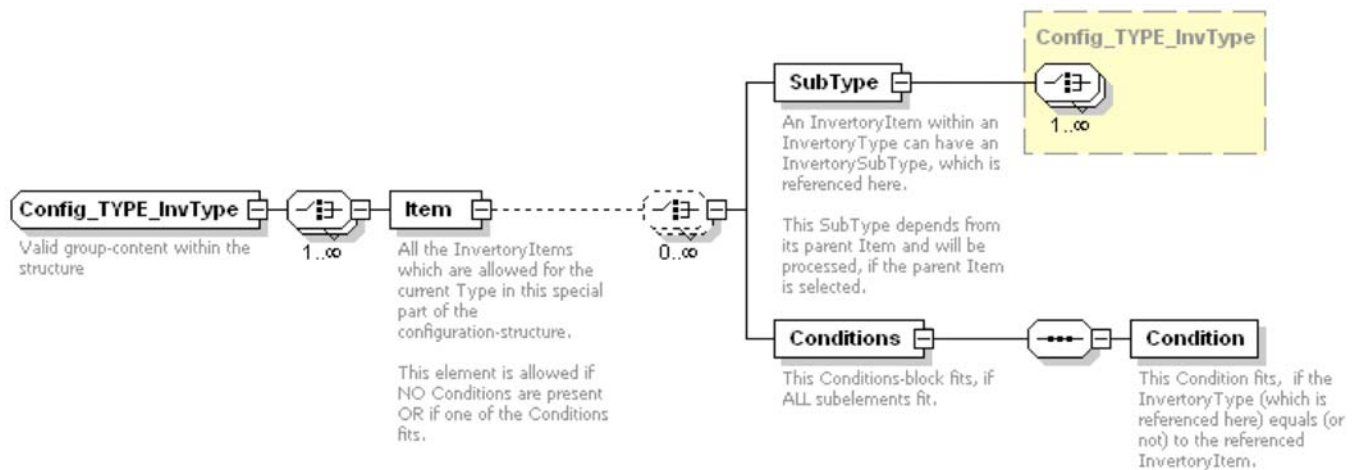 Config_TYPE_InvType
SubType
1..∞
An InvertoryItem within an
InvertoryType can have an
InvertorySubType, which is
referenced here.
This SubType depends from
its parent Item and will be
processed, if the parent Item
is selected.
Config_TYPE_InvType
Valid group-content within the
structure
1..∞
Item
All the InvertoryItems
which are allowed for the
current Type in this special
part of the
configuration-structure.
This element is allowed if
NO Conditions are present
OR if one of the Conditions
fits.
0..∞
Conditions
This Conditions-block fits, if
ALL subelements fit.
Condition
This Condition fits,  if the
InvertoryType (which is
referenced here) equals (or
not) to the referenced
InvertoryItem.